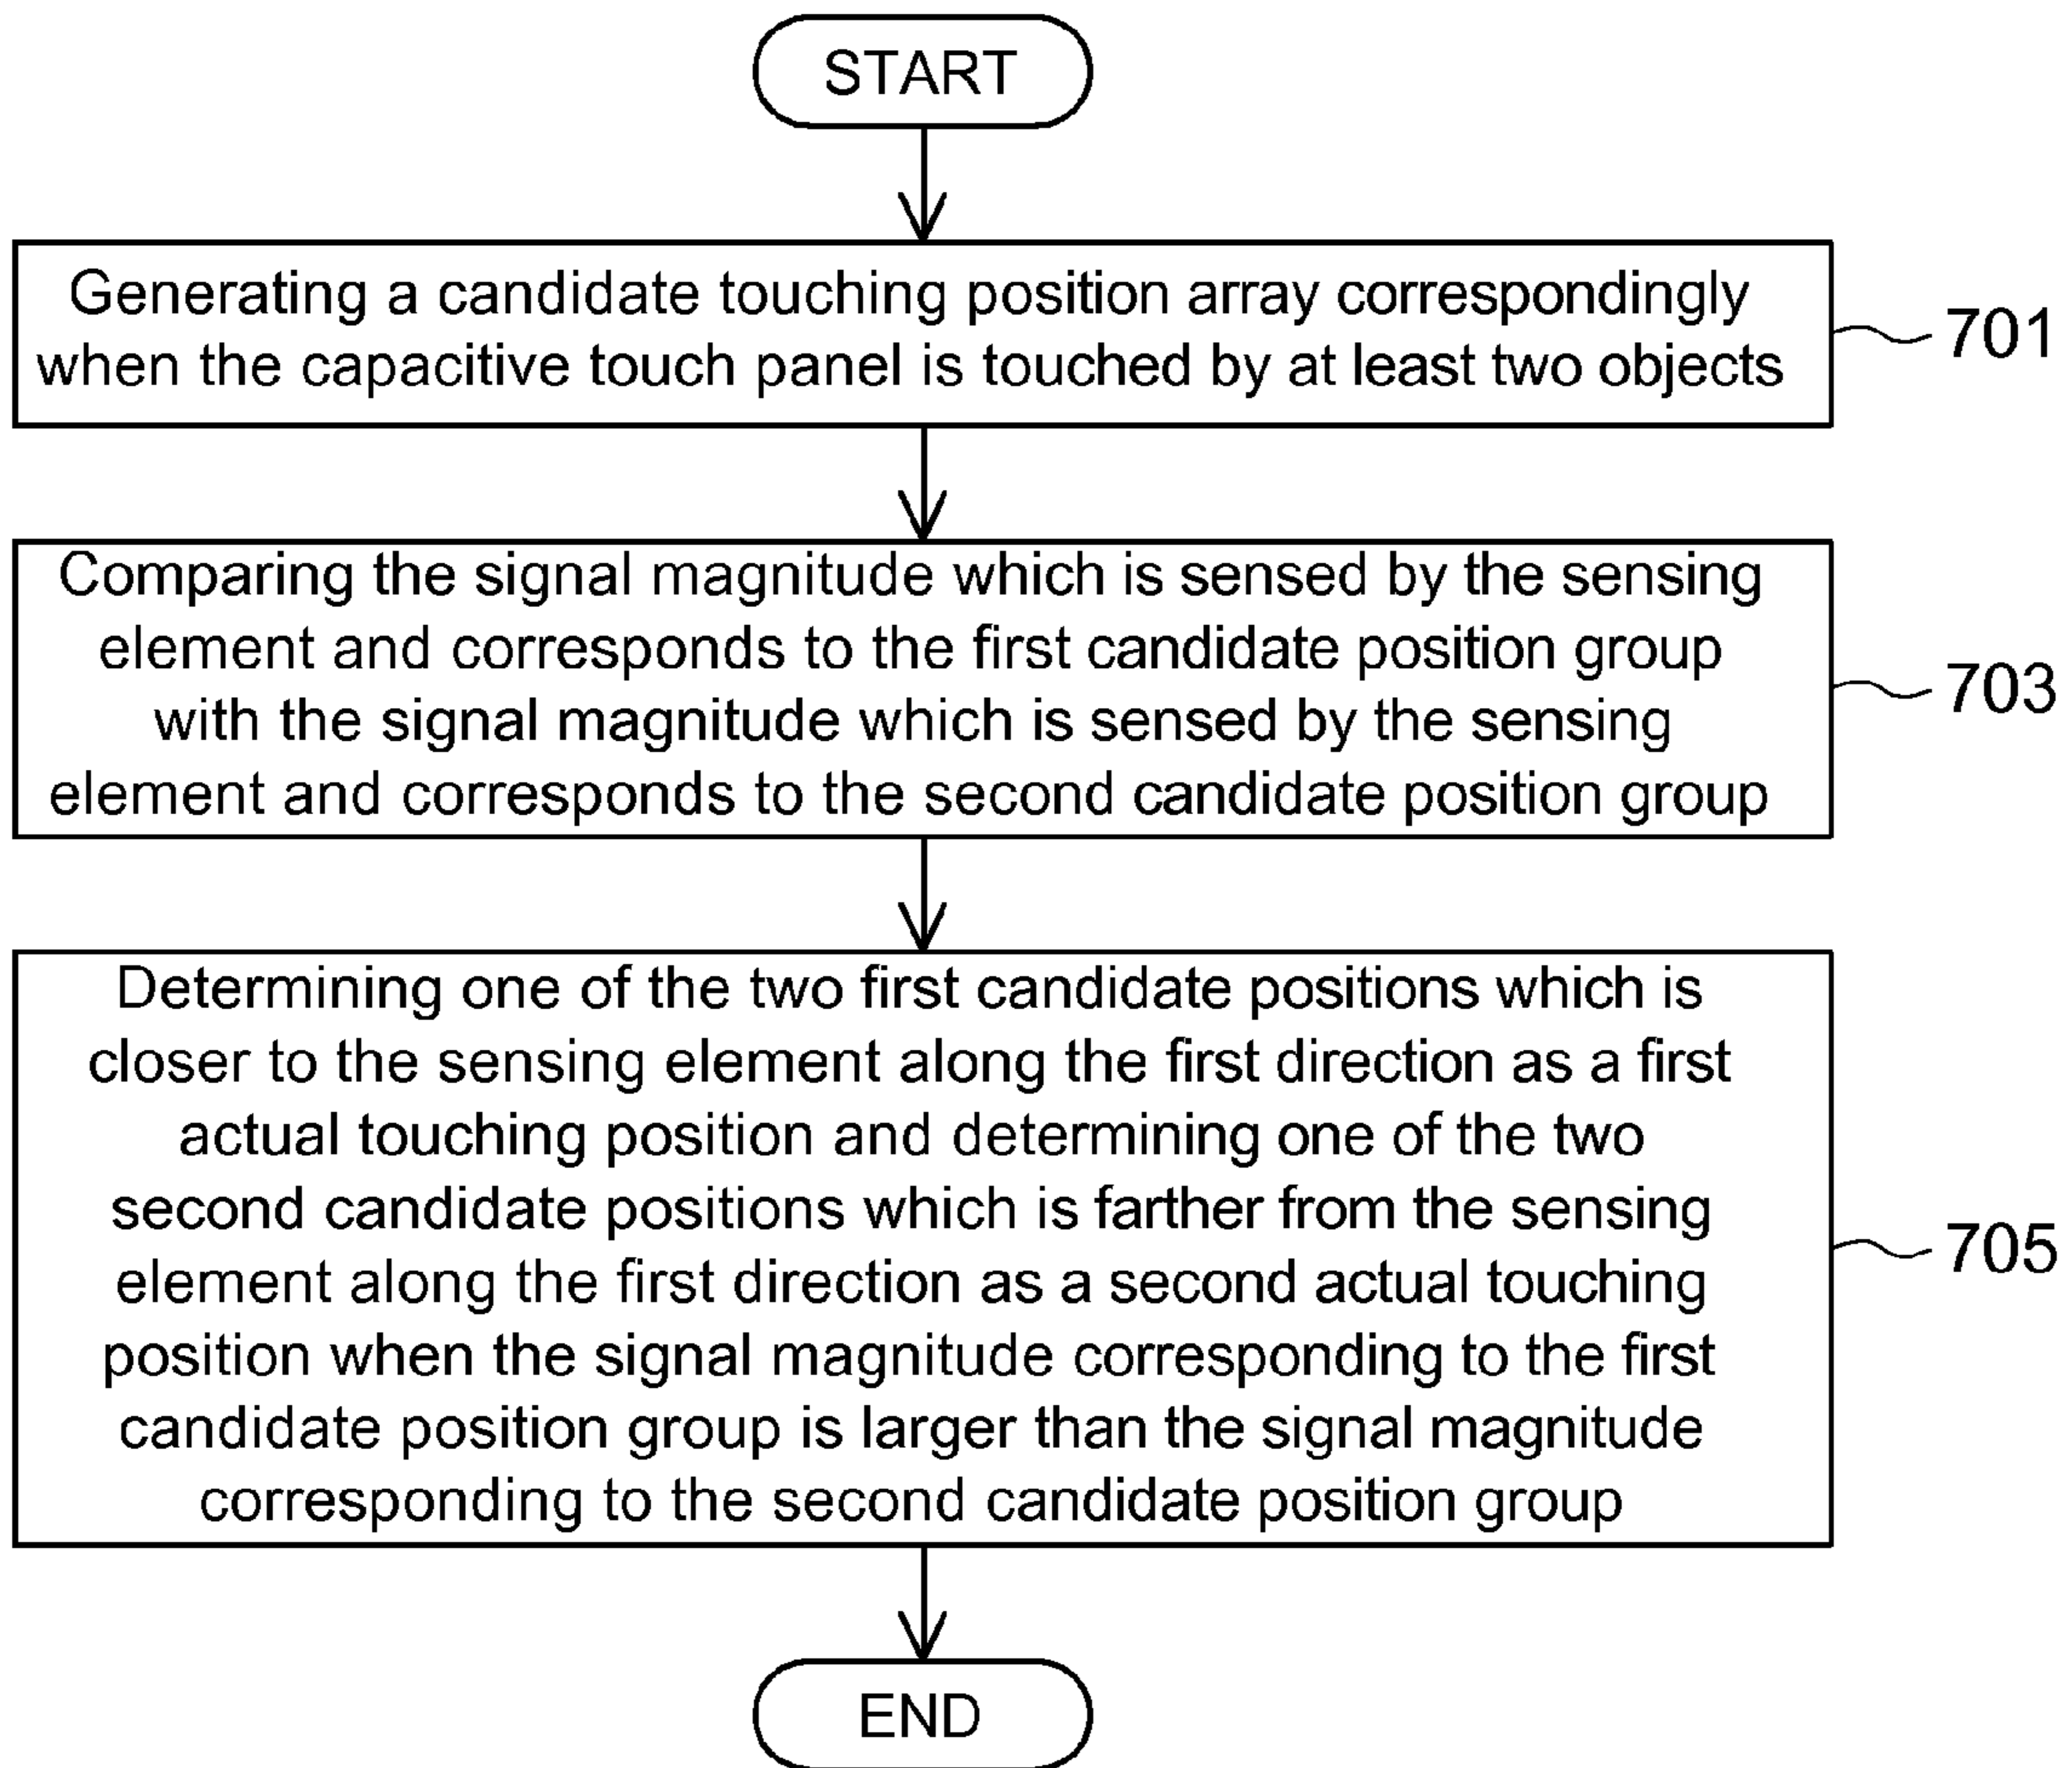 START
Generating a candidate touching position array correspondingly
when the capacitive touch panel is touched by at least two objects
701
Comparing the signal magnitude which is sensed by the sensing
element and corresponds to the first candidate position group
with the signal magnitude which is sensed by the sensing
element and corresponds to the second candidate position group
703
Determining one of the two first candidate positions which is
closer to the sensing element along the first direction as a first
actual touching position and determining one of the two
second candidate positions which is farther from the sensing
element along the first direction as a second actual touching
position when the signal magnitude corresponding to the first
candidate position group is larger than the signal magnitude
corresponding to the second candidate position group
705
END